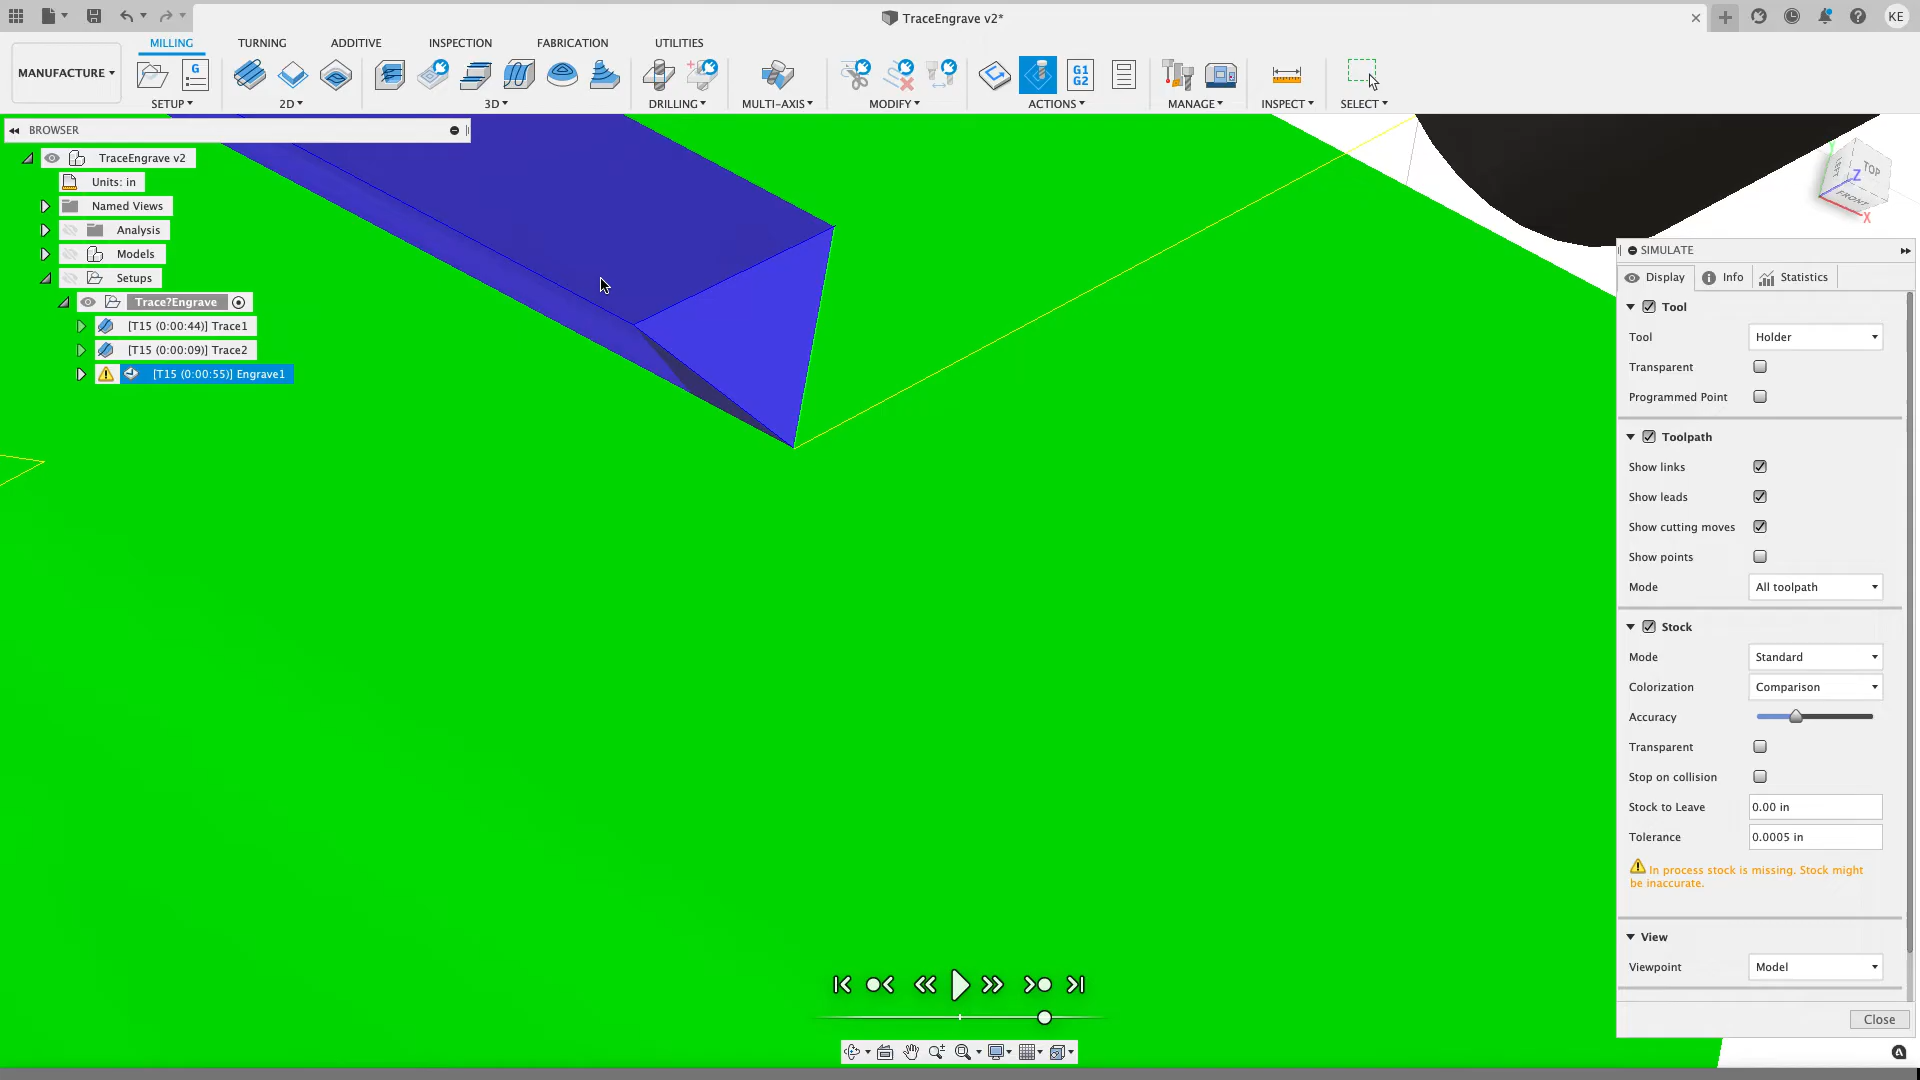 TraceEngrave v2*
KE
MILLING TURNING ADDITIVE INSPECTION FABRICATION UTILITIES
MANUFACTURE
G
G1
G2
SETUP 2D 3D DRILLING MULTI-AXIS MODIFY ACTIONS MANAGE INSPECT SELECT
BROWSER
TraceEngrave v2
Units: in
Named Views
Analysis
Models
Setups
Trace?Engrave
[T15 (0:00:44)] Trace1
[T15 (0:00:09)] Trace2
[T15 (0:00:55)] Engrave1
TOP
FRONT
Z
X
SIMULATE
Display Info Statistics
Tool
Tool Holder
Transparent
Programmed Point
Toolpath
Show links
Show leads
Show cutting moves
Show points
Mode All toolpath
Stock
Mode Standard
Colorization Comparison
Accuracy
Transparent
Stop on collision
Stock to Leave 0.00 in
Tolerance 0.0005 in
In process stock is missing. Stock might
be inaccurate.
View
Viewpoint Model
Close